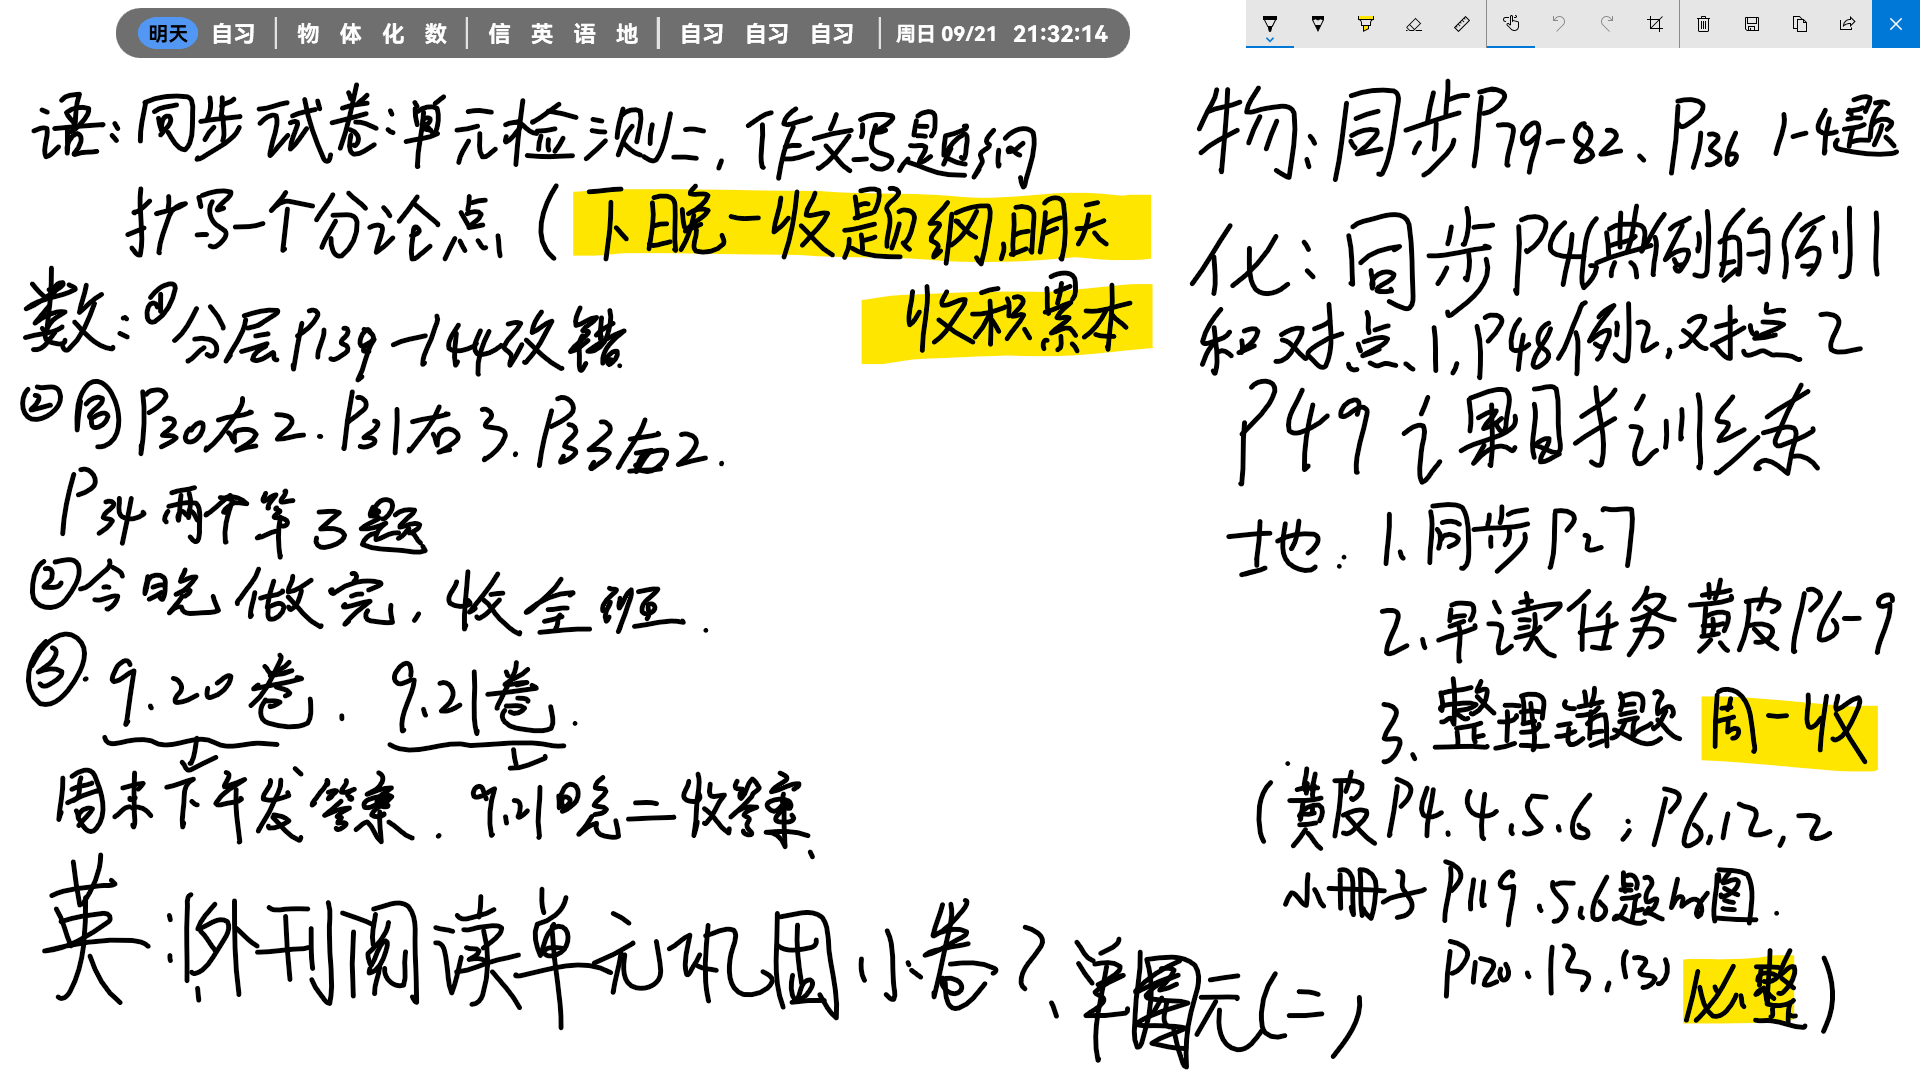 明天 自习 | 物 体 化 数 | 信 英 语 地 | 自习 自习 自习 | 周日 09/21 21:32:14
语:同步试卷:单元检测二,作文写题纲
抄写一个分论点(下晚一收题纲,明天
收积累本
数:①分层P139-144改错.
②同P30右2.P31右3.P33右2.
P34两个第3题
②今晚做完,收全班.
③.9.20卷.9.21卷.
周末下午发答案.9.21晚二收答案、
英:1.外刊阅读单元巩固小卷2、单元(二)
物:同步P79-82、P136 1-4题
化:同步P46典例的例1
和对点、1,P48例2,对点2
P49 课时训练
地:1、同步P27
2、早读任务黄皮P6-9
3、整理错题 周一收
(黄皮P4.4.5.6;P6,12,2
小册子P119.5,6题的图.
P120.13,(3)必整)